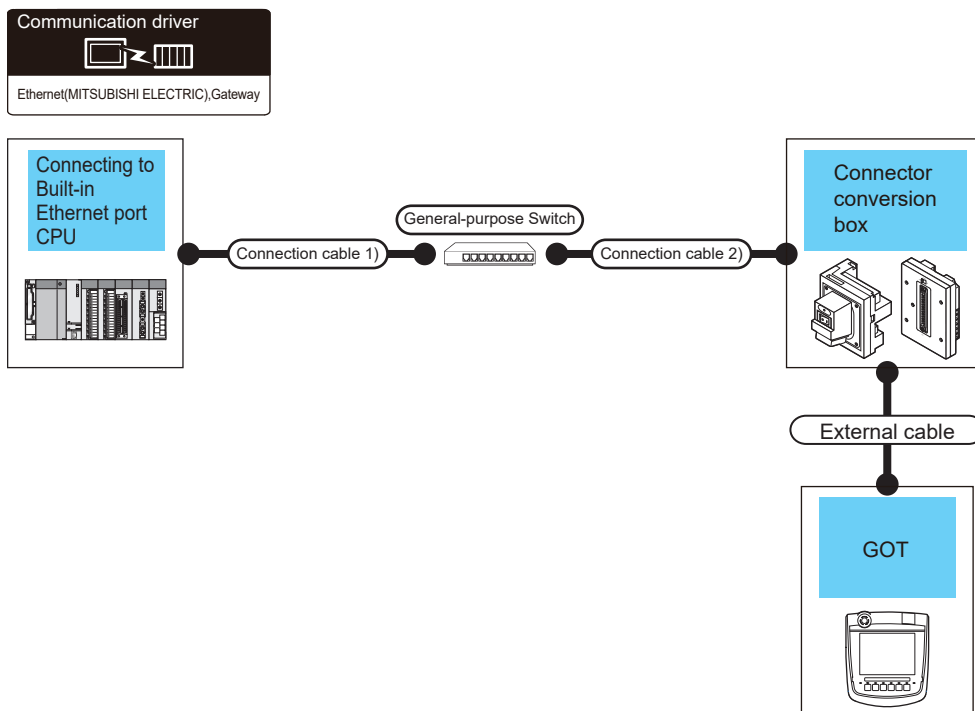 Communication driver
Ethernet(MITSUBISHI ELECTRIC),Gateway
Connecting to
Built-in
Ethernet port
CPU
Connection cable 1)
General-purpose Switch
Connection cable 2)
Connector
conversion
box
External cable
GOT